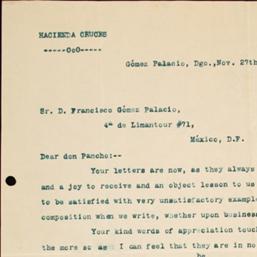 HACIENDA CRUCES
-----oOo-----
Gómez Palacio, Dgo., Nov. 27th
Sr. D. Francisco Gómez Palacio,
4a de Limantour #71,
México, D.F.
Dear don Pancho:--
Your letters are now, as they always
and a joy to receive and an object lesson to us
to be satisfied with very unsatisfactory example
composition when we write, whether upon business
Your kind words of appreciation touch
the more so as I can feel that they are in no
be